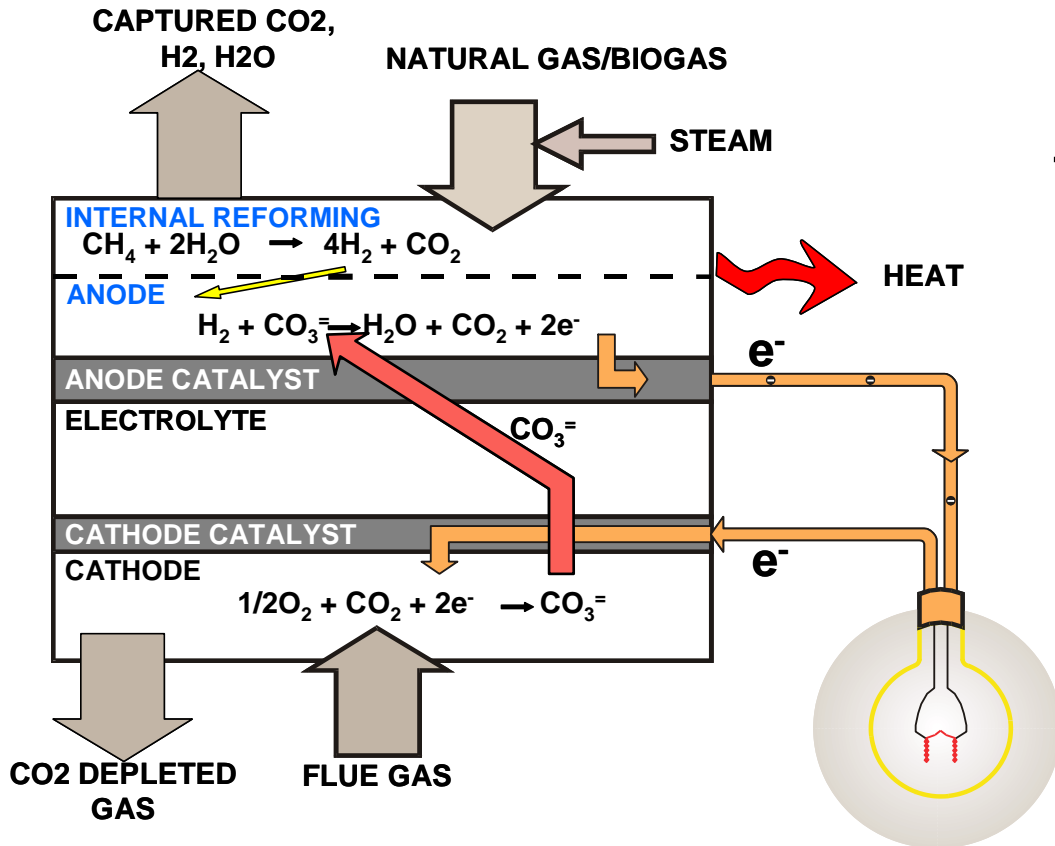 CAPTURED CO2,
H2, H2O
NATURAL GAS/BIOGAS
STEAM
INTERNAL REFORMING
CH₄ + 2H₂O → 4H₂ + CO₂
HEAT
ANODE
H₂ + CO₃⁼ → H₂O + CO₂ + 2e⁻
e⁻
ANODE CATALYST
ELECTROLYTE
CO₃⁼
CATHODE CATALYST
e⁻
CATHODE
1/2O₂ + CO₂ + 2e⁻ → CO₃⁼
CO2 DEPLETED
GAS
FLUE GAS